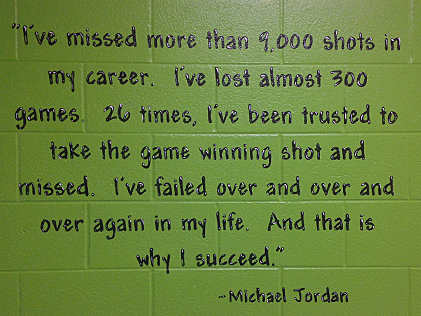 "I've missed more than 9,000 shots in
my career. I've lost almost 300
games. 26 times, I've been trusted to
take the game winning shot and
missed. I've failed over and over and
over again in my life. And that is
why I succeed."
-Michael Jordan